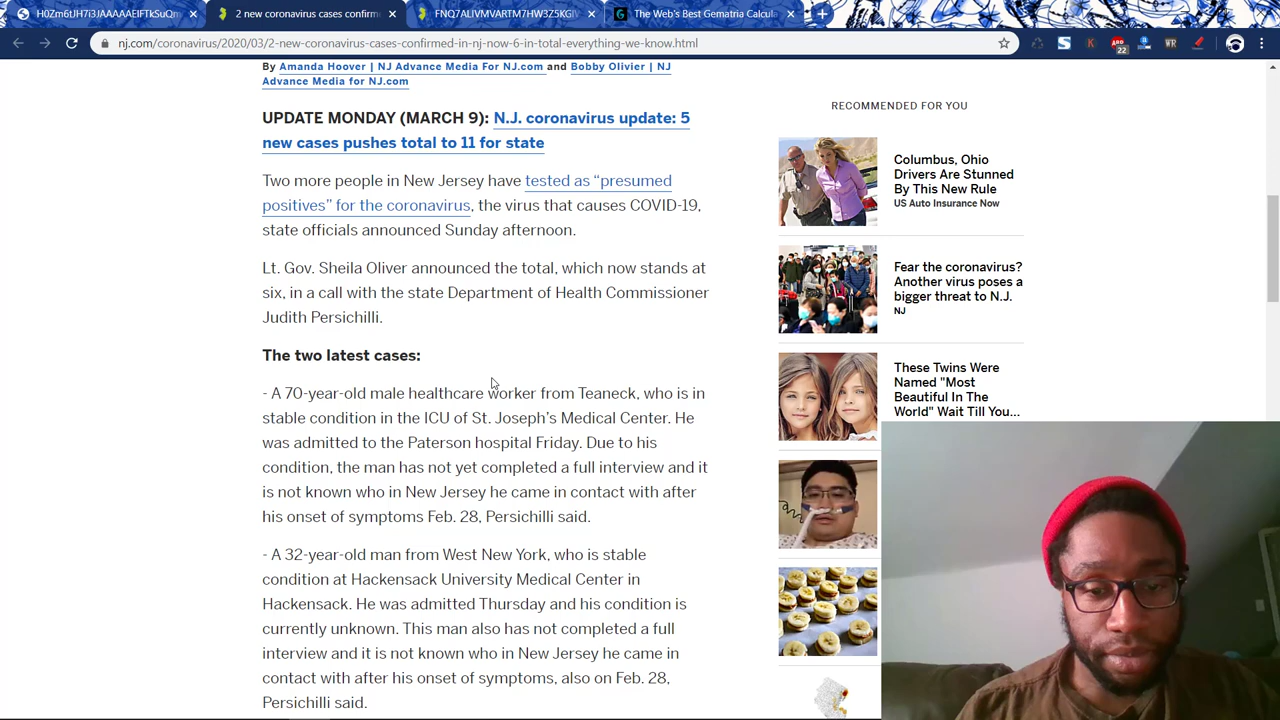 H0Zm6tJH7i3JAAAAAElFTkSuQm
2 new coronavirus cases confirm
FNQ7ALIVMVARTM7HW3Z5KGIV
The Web's Best Gematria Calcula
nj.com/coronavirus/2020/03/2-new-coronavirus-cases-confirmed-in-nj-now-6-in-total-everything-we-know.html
22
WR
By Amanda Hoover | NJ Advance Media For NJ.com and Bobby Olivier | NJ
Advance Media for NJ.com
UPDATE MONDAY (MARCH 9): N.J. coronavirus update: 5
new cases pushes total to 11 for state
Two more people in New Jersey have tested as “presumed
positives” for the coronavirus, the virus that causes COVID-19,
state officials announced Sunday afternoon.
Lt. Gov. Sheila Oliver announced the total, which now stands at
six, in a call with the state Department of Health Commissioner
Judith Persichilli.
The two latest cases:
- A 70-year-old male healthcare worker from Teaneck, who is in
stable condition in the ICU of St. Joseph’s Medical Center. He
was admitted to the Paterson hospital Friday. Due to his
condition, the man has not yet completed a full interview and it
is not known who in New Jersey he came in contact with after
his onset of symptoms Feb. 28, Persichilli said.
- A 32-year-old man from West New York, who is stable
condition at Hackensack University Medical Center in
Hackensack. He was admitted Thursday and his condition is
currently unknown. This man also has not completed a full
interview and it is not known who in New Jersey he came in
contact with after his onset of symptoms, also on Feb. 28,
Persichilli said.
RECOMMENDED FOR YOU
Columbus, Ohio
Drivers Are Stunned
By This New Rule
US Auto Insurance Now
Fear the coronavirus?
Another virus poses a
bigger threat to N.J.
NJ
These Twins Were
Named "Most
Beautiful In The
World" Wait Till You...